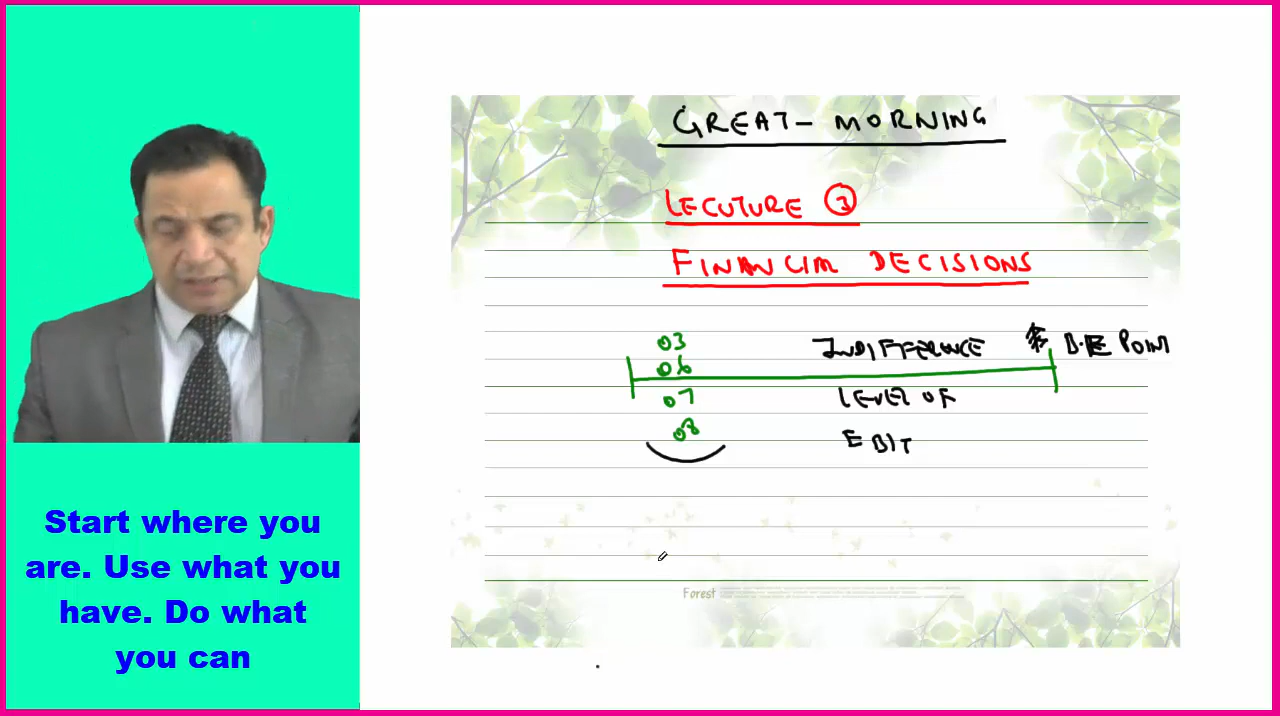 GREAT- MORNING
LECUTURE 3
FINANCIAL DECISIONS
03 INDIFFERENCE & B.E POINT
06
07 LEVEL OF
08 EBIT
Forest
Start where you
are. Use what you
have. Do what
you can